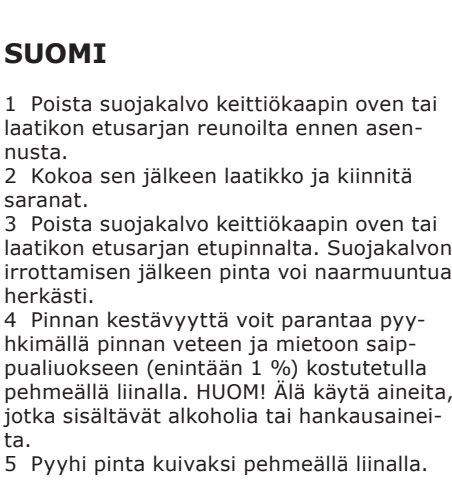 SUOMI
1 Poista suojakalvo keittiökaapin oven tai
laatikon etusarjan reunoilta ennen asen-
nusta.
2 Kokoa sen jälkeen laatikko ja kiinnitä
saranat.
3 Poista suojakalvo keittiökaapin oven tai
laatikon etusarjan etupinnalta. Suojakalvon
irrottamisen jälkeen pinta voi naarmuuntua
herkästi.
4 Pinnan kestävyyttä voit parantaa pyy-
hkimällä pinnan veteen ja mietoon saip-
pualiuokseen (enintään 1 %) kostutetulla
pehmeällä liinalla. HUOM! Älä käytä aineita,
jotka sisältävät alkoholia tai hankausainei-
ta.
5 Pyyhi pinta kuivaksi pehmeällä liinalla.